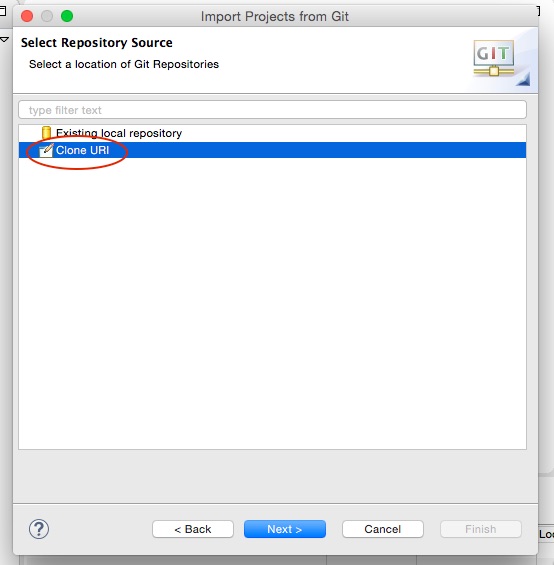 Import Projects from Git
Select Repository Source
Select a location of Git Repositories
GIT
type filter text
Existing local repository
Clone URI
?
< Back
Next >
Cancel
Finish
Loc